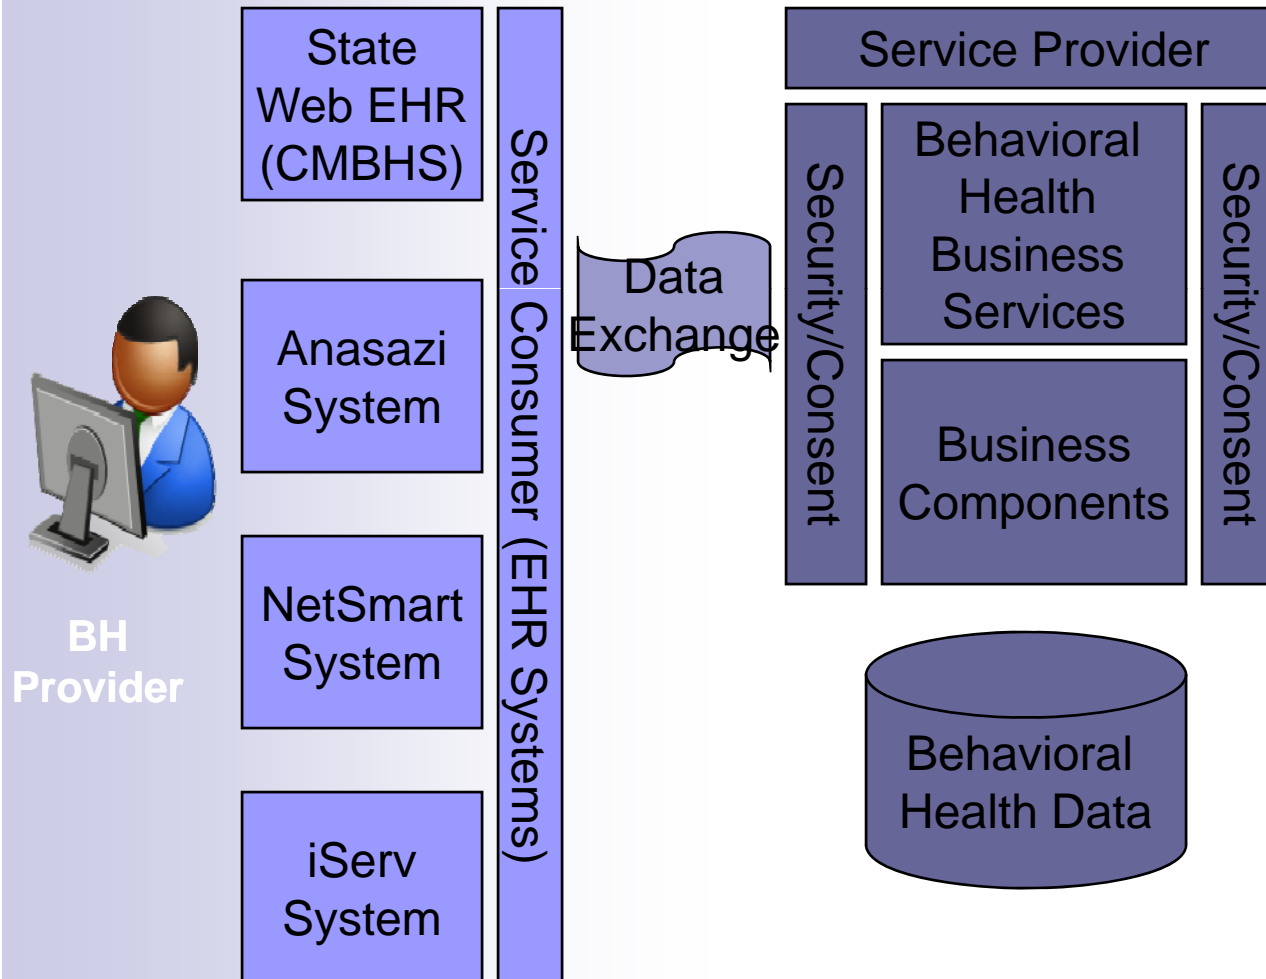 State
Web EHR
(CMBHS)
Anasazi
System
NetSmart
System
iServ
System
BH
Provider
Service Consumer (EHR Systems)
Data
Exchange
Service Provider
Security/Consent
Behavioral
Health
Business
Services
Business
Components
Security/Consent
Behavioral
Health Data